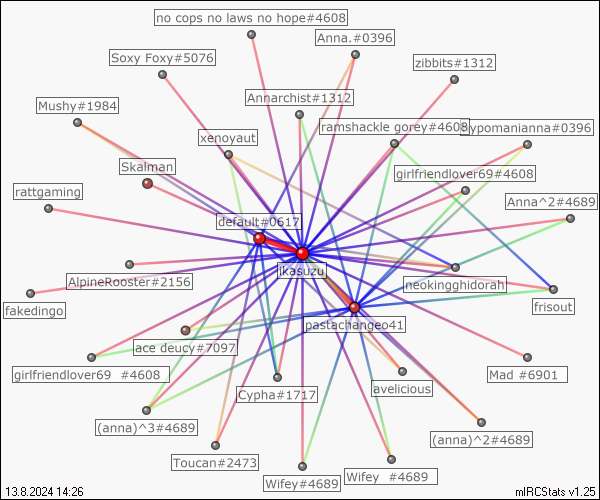 no cops no laws no hope#4608
Anna.#0396
Soxy Foxy#5076
zibbits#1312
Mushy#1984
Annarchist#1312
ramshackle gorey#4608
ypomanianna#0396
xenoyaut
Skalman
girlfriendlover69#4608
rattgaming
Anna^2#4689
default#0617
ikasuzu
AlpineRooster#2156
neokingghidorah
fakedingo
frisout
pastachangeo41
ace deucy#7097
girlfriendlover69 #4608
Mad #6901
Cypha#1717
avelicious
(anna)^3#4689
(anna)^2#4689
Toucan#2473
Wifey#4689
Wifey #4689
13.8.2024 14:26
mIRCStats v1.25